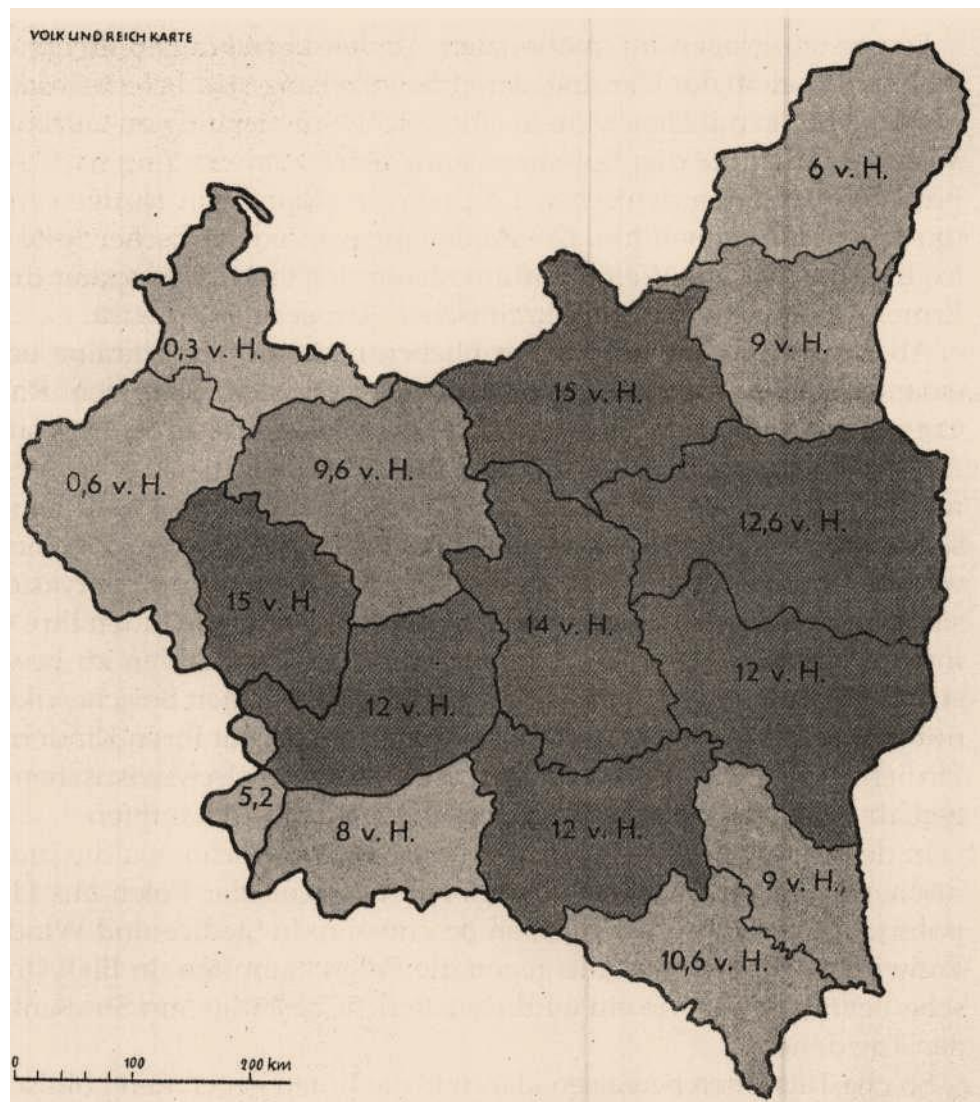 VOLK UND REICH KARTE
6 v. H.
0,3 v. H.
9 v. H.
15 v. H.
0,6 v. H.
9,6 v. H.
12,6 v. H.
15 v. H.
14 v. H.
12 v. H.
12 v. H.
5,2
8 v. H.
12 v. H.
9 v. H.
10,6 v. H.
0 100 200 km